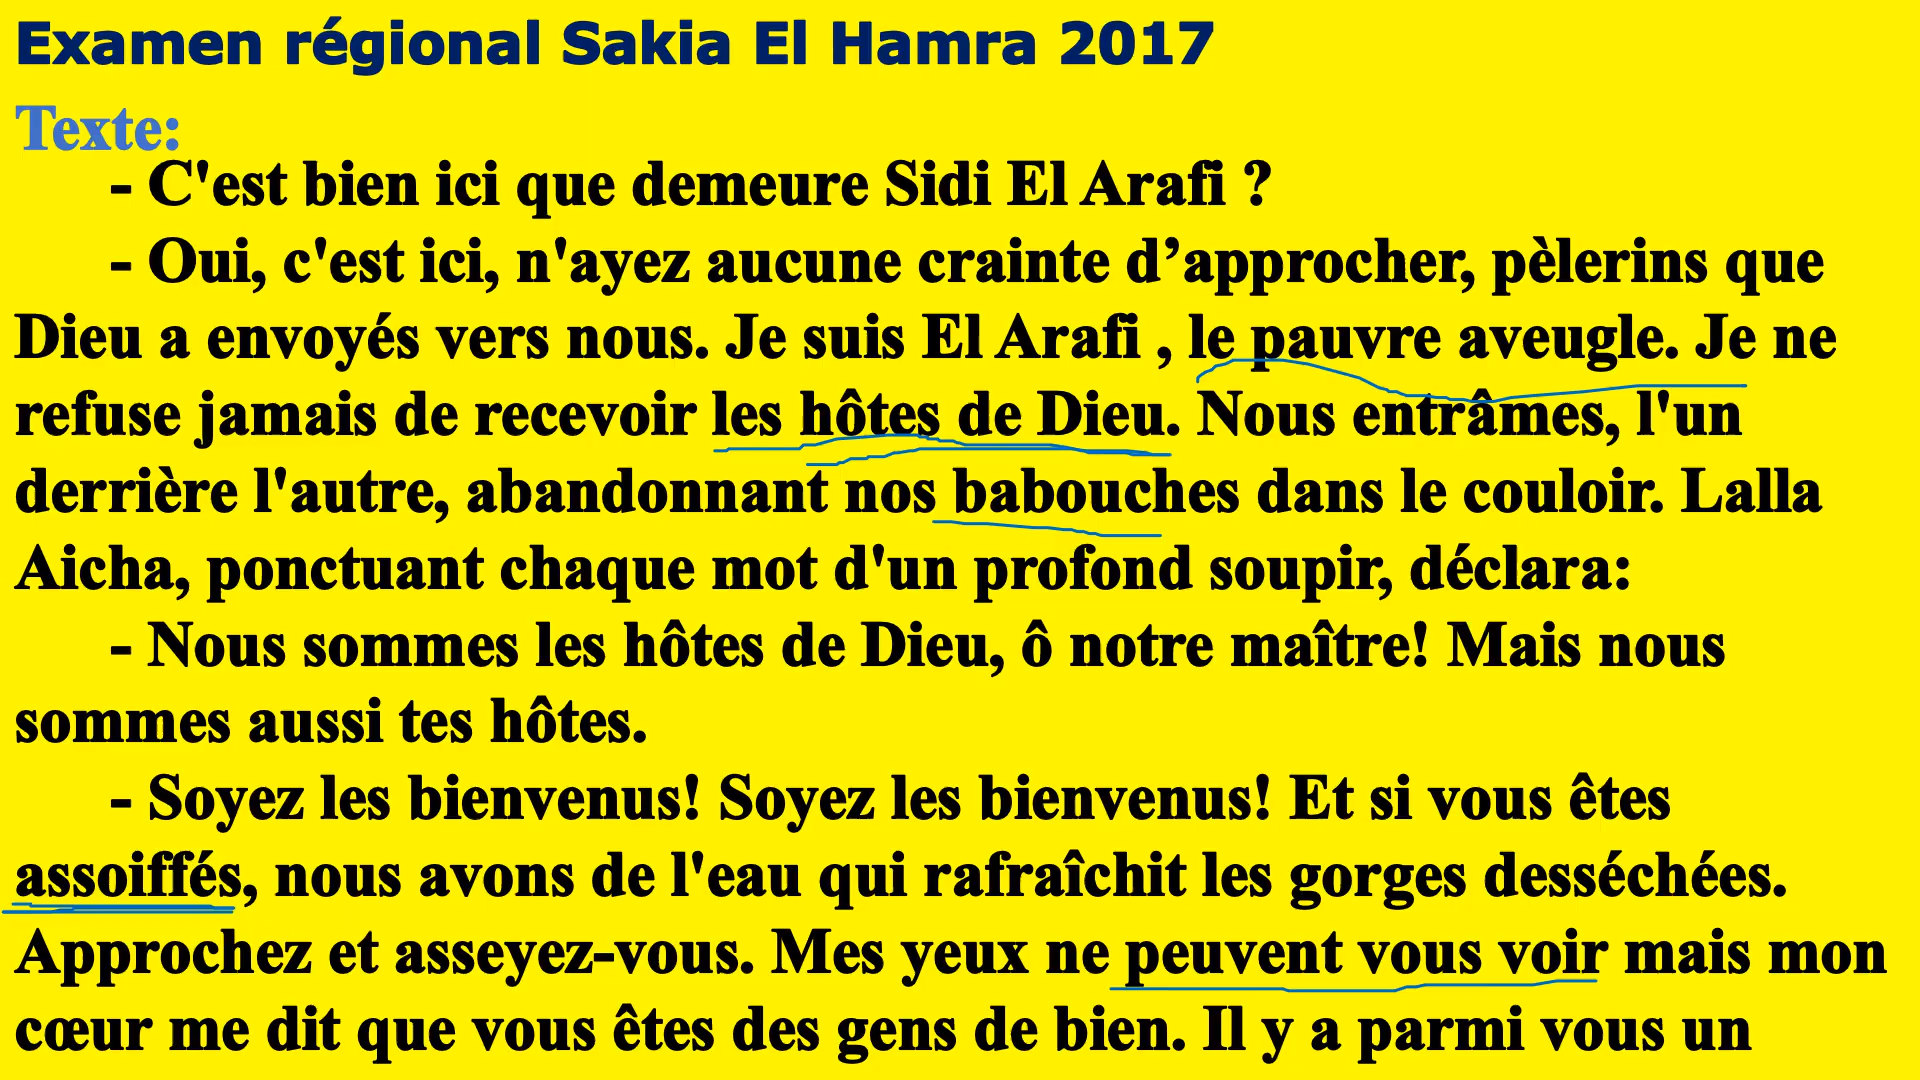 Examen régional Sakia El Hamra 2017
Texte:
- C'est bien ici que demeure Sidi El Arafi ?
- Oui, c'est ici, n'ayez aucune crainte d’approcher, pèlerins que
Dieu a envoyés vers nous. Je suis El Arafi , le pauvre aveugle. Je ne
refuse jamais de recevoir les hôtes de Dieu. Nous entrâmes, l'un
derrière l'autre, abandonnant nos babouches dans le couloir. Lalla
Aicha, ponctuant chaque mot d'un profond soupir, déclara:
- Nous sommes les hôtes de Dieu, ô notre maître! Mais nous
sommes aussi tes hôtes.
- Soyez les bienvenus! Soyez les bienvenus! Et si vous êtes
assoiffés, nous avons de l'eau qui rafraîchit les gorges desséchées.
Approchez et asseyez-vous. Mes yeux ne peuvent vous voir mais mon
cœur me dit que vous êtes des gens de bien. Il y a parmi vous un